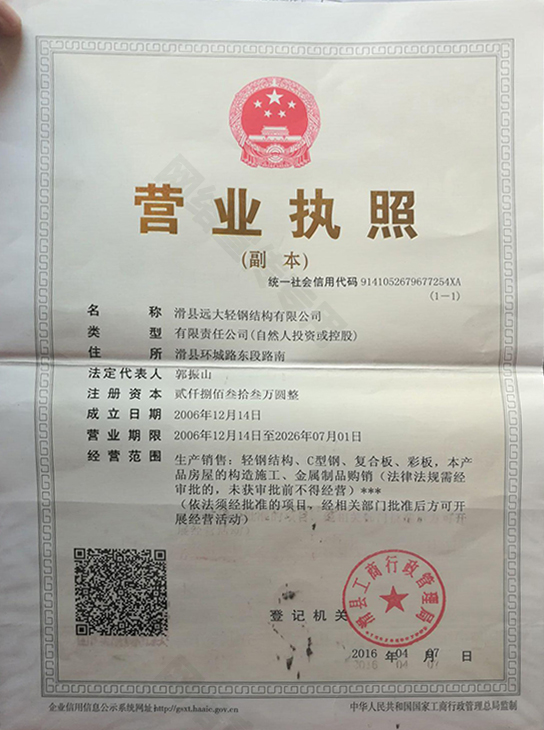 营业执照
(副本)
统一社会信用代码 9141052679677254XA
(1-1)
名称 滑县远大轻钢结构有限公司
类型 有限责任公司(自然人投资或控股)
住所 滑县环城路东段路南
法定代表人 郭振山
注册资本 贰仟捌佰叁拾叁万圆整
成立日期 2006年12月14日
营业期限 2006年12月14日至2026年07月01日
经营范围 生产销售：轻钢结构、C型钢、复合板、彩板，本产
品房屋的构造施工、金属制品购销（法律法规需经
审批的，未获审批前不得经营）***
（依法须经批准的项目，经相关部门批准后方可开
展经营活动）
登记机关
滑县工商行政管理局
2016年04月07日
企业信用信息公示系统网址:http://gsxt.haaic.gov.cn
中华人民共和国国家工商行政管理总局监制